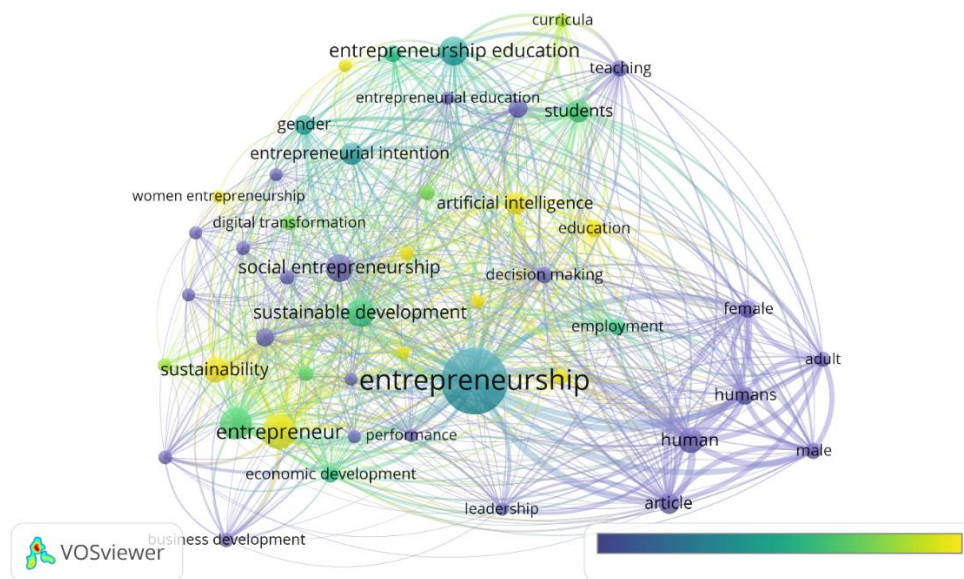 curricula
entrepreneurship education
teaching
entrepreneurial education
students
gender
entrepreneurial intention
women entrepreneurship
artificial intelligence
digital transformation
education
social entrepreneurship
decision making
female
sustainable development
employment
adult
sustainability
entrepreneurship
humans
entrepreneur
performance
human
male
economic development
leadership
article
business development
VOSviewer